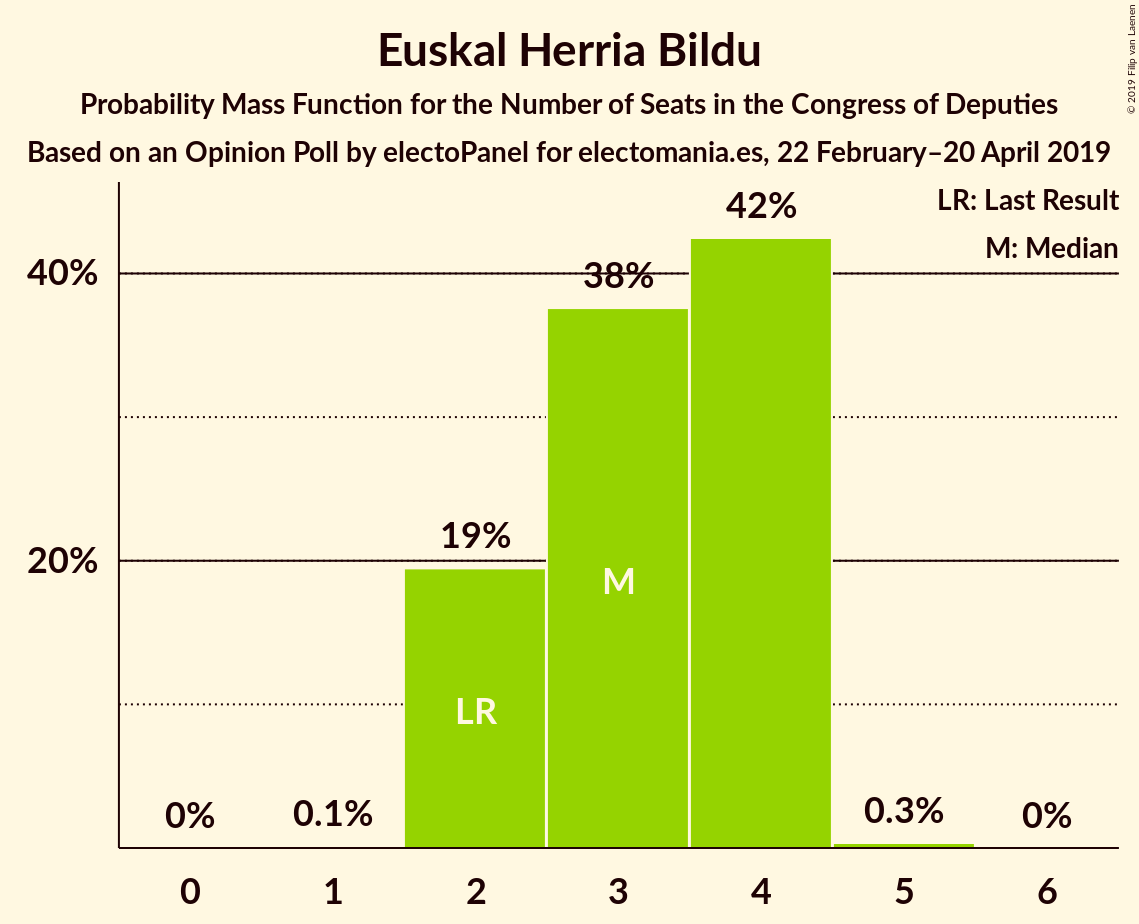 Euskal Herria Bildu
Probability Mass Function for the Number of Seats in the Congress of Deputies
Based on an Opinion Poll by electoPanel for electomania.es, 22 February–20 April 2019
© 2019 Filip van Laenen
LR: Last Result
M: Median
42%
40%
38%
20%
19%
M
LR
0%
0.1%
0.3%
0%
0 1 2 3 4 5 6